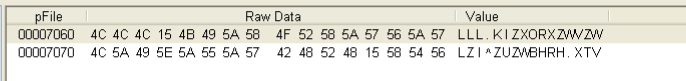 pFile Raw Data Value
00007060 4C 4C 4C 15 4B 49 5A 58 4F 52 58 5A 57 56 5A 57 LLL.KIZXORXZWVZW
00007070 4C 5A 49 5E 5A 55 5A 57 42 48 52 48 15 58 54 56 LZI^ZUZWBHRH.XTV